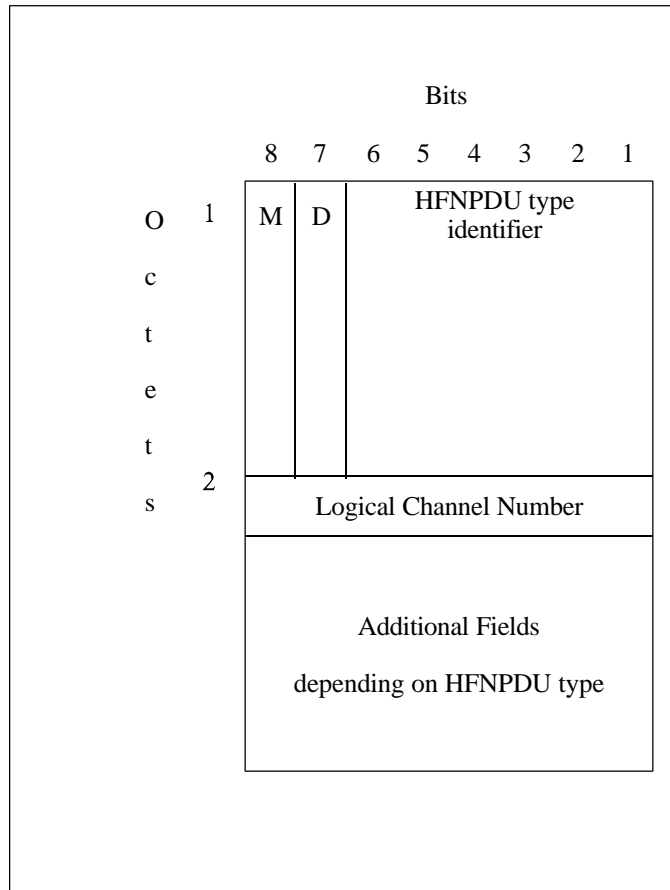 Bits
8 7 6 5 4 3 2 1
O
c
t
e
t
s
1
M D HFNPDU type
identifier
2
Logical Channel Number
Additional Fields
depending on HFNPDU type